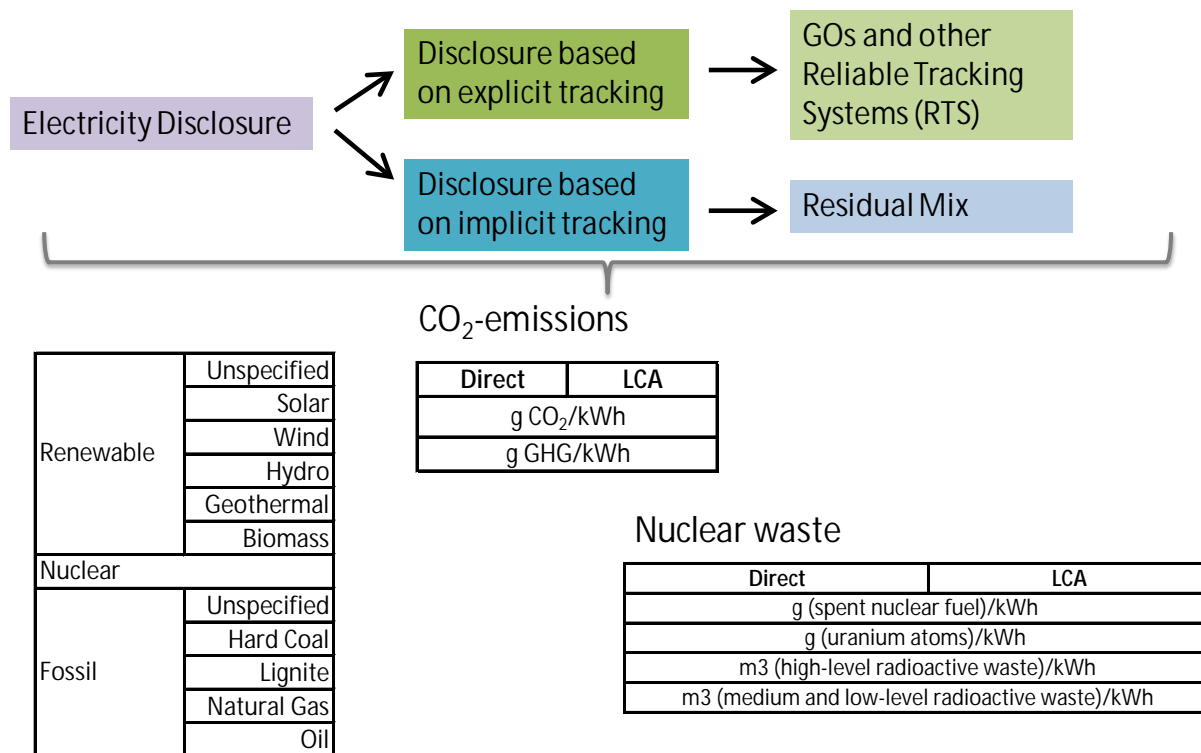 Electricity Disclosure
Disclosure based
on explicit tracking
GOs and other
Reliable Tracking
Systems (RTS)
Disclosure based
on implicit tracking
Residual Mix
CO₂-emissions
Direct LCA
g CO₂/kWh
g GHG/kWh
Renewable
Unspecified
Solar
Wind
Hydro
Geothermal
Biomass
Nuclear
Fossil
Unspecified
Hard Coal
Lignite
Natural Gas
Oil
Nuclear waste
Direct LCA
g (spent nuclear fuel)/kWh
g (uranium atoms)/kWh
m3 (high-level radioactive waste)/kWh
m3 (medium and low-level radioactive waste)/kWh